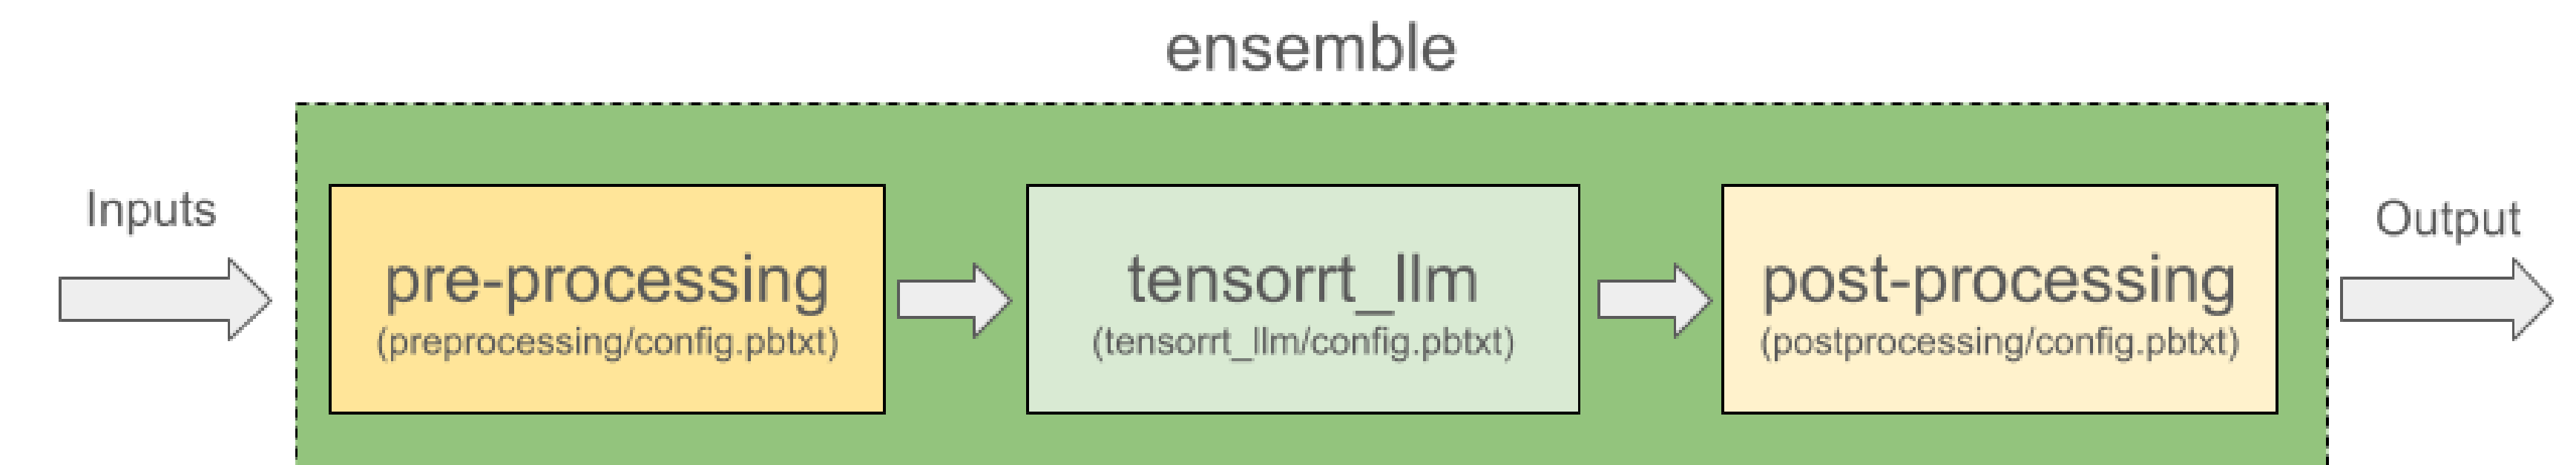 ensemble
Inputs
pre-processing
(preprocessing/config.pbtxt)
tensorrt_llm
(tensorrt_llm/config.pbtxt)
post-processing
(postprocessing/config.pbtxt)
Output